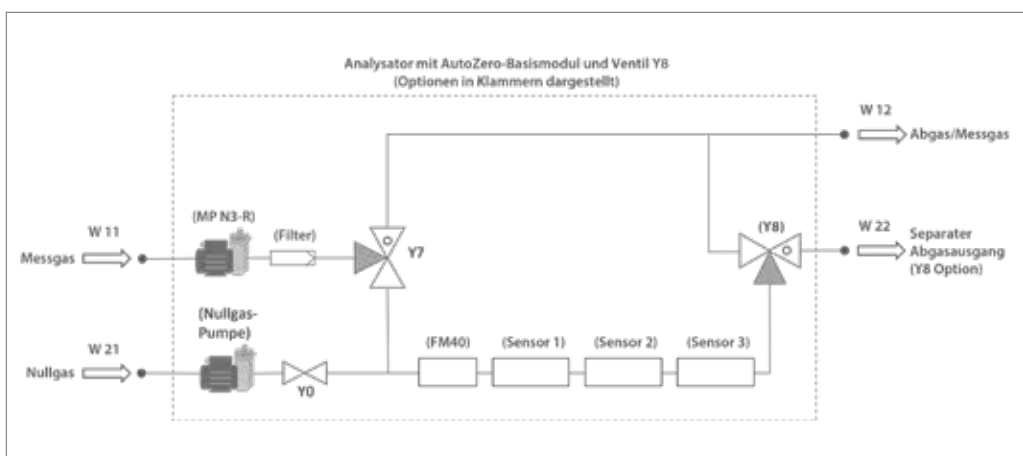 Analysator mit AutoZero-Basismodul und Ventil Y8
(Optionen in Klammern dargestellt)
W 12
Abgas/Messgas
(MP N3-R)
(Filter)
W 11
Messgas
Y7
(Y8)
W 22
Separater
Abgasausgang
(Y8 Option)
(Nullgas-
Pumpe)
W 21
Nullgas
Y0
(FM40)
(Sensor 1)
(Sensor 2)
(Sensor 3)